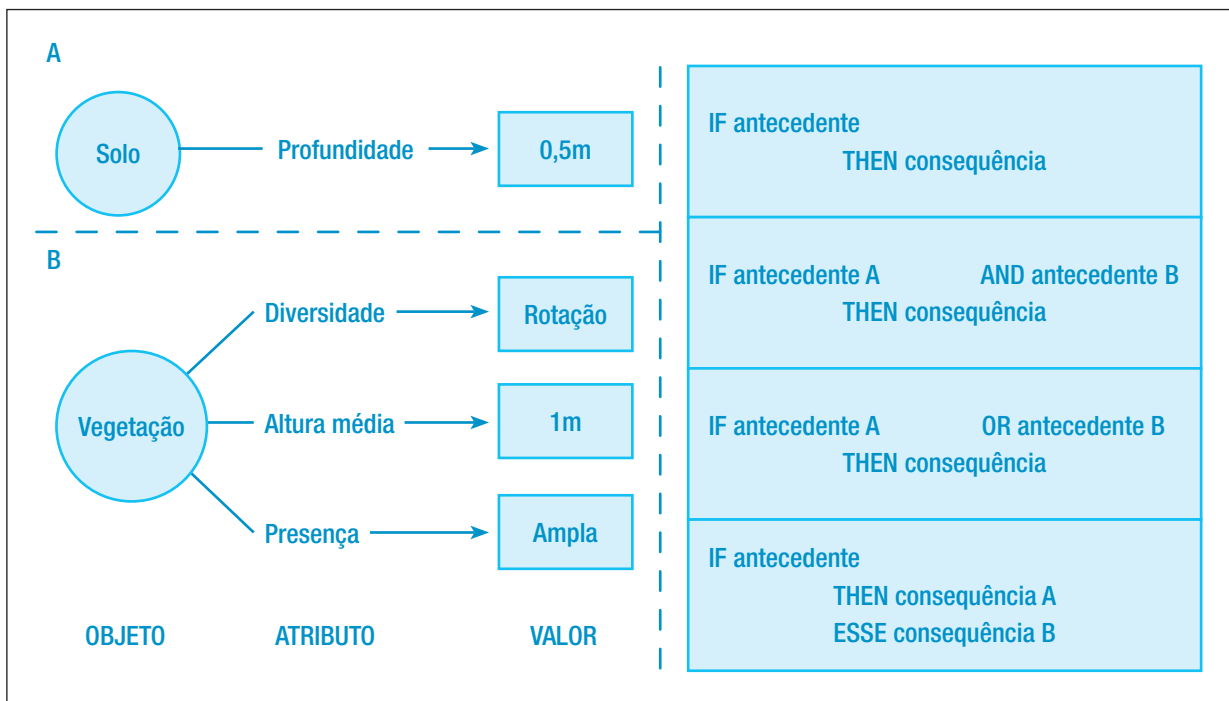 A
Solo
Profundidade
0,5m
B
Diversidade
Rotação
Vegetação
Altura média
1m
Presença
Ampla
OBJETO
ATRIBUTO
VALOR
IF antecedente
THEN consequência
IF antecedente A AND antecedente B
THEN consequência
IF antecedente A OR antecedente B
THEN consequência
IF antecedente
THEN consequência A
ESSE consequência B